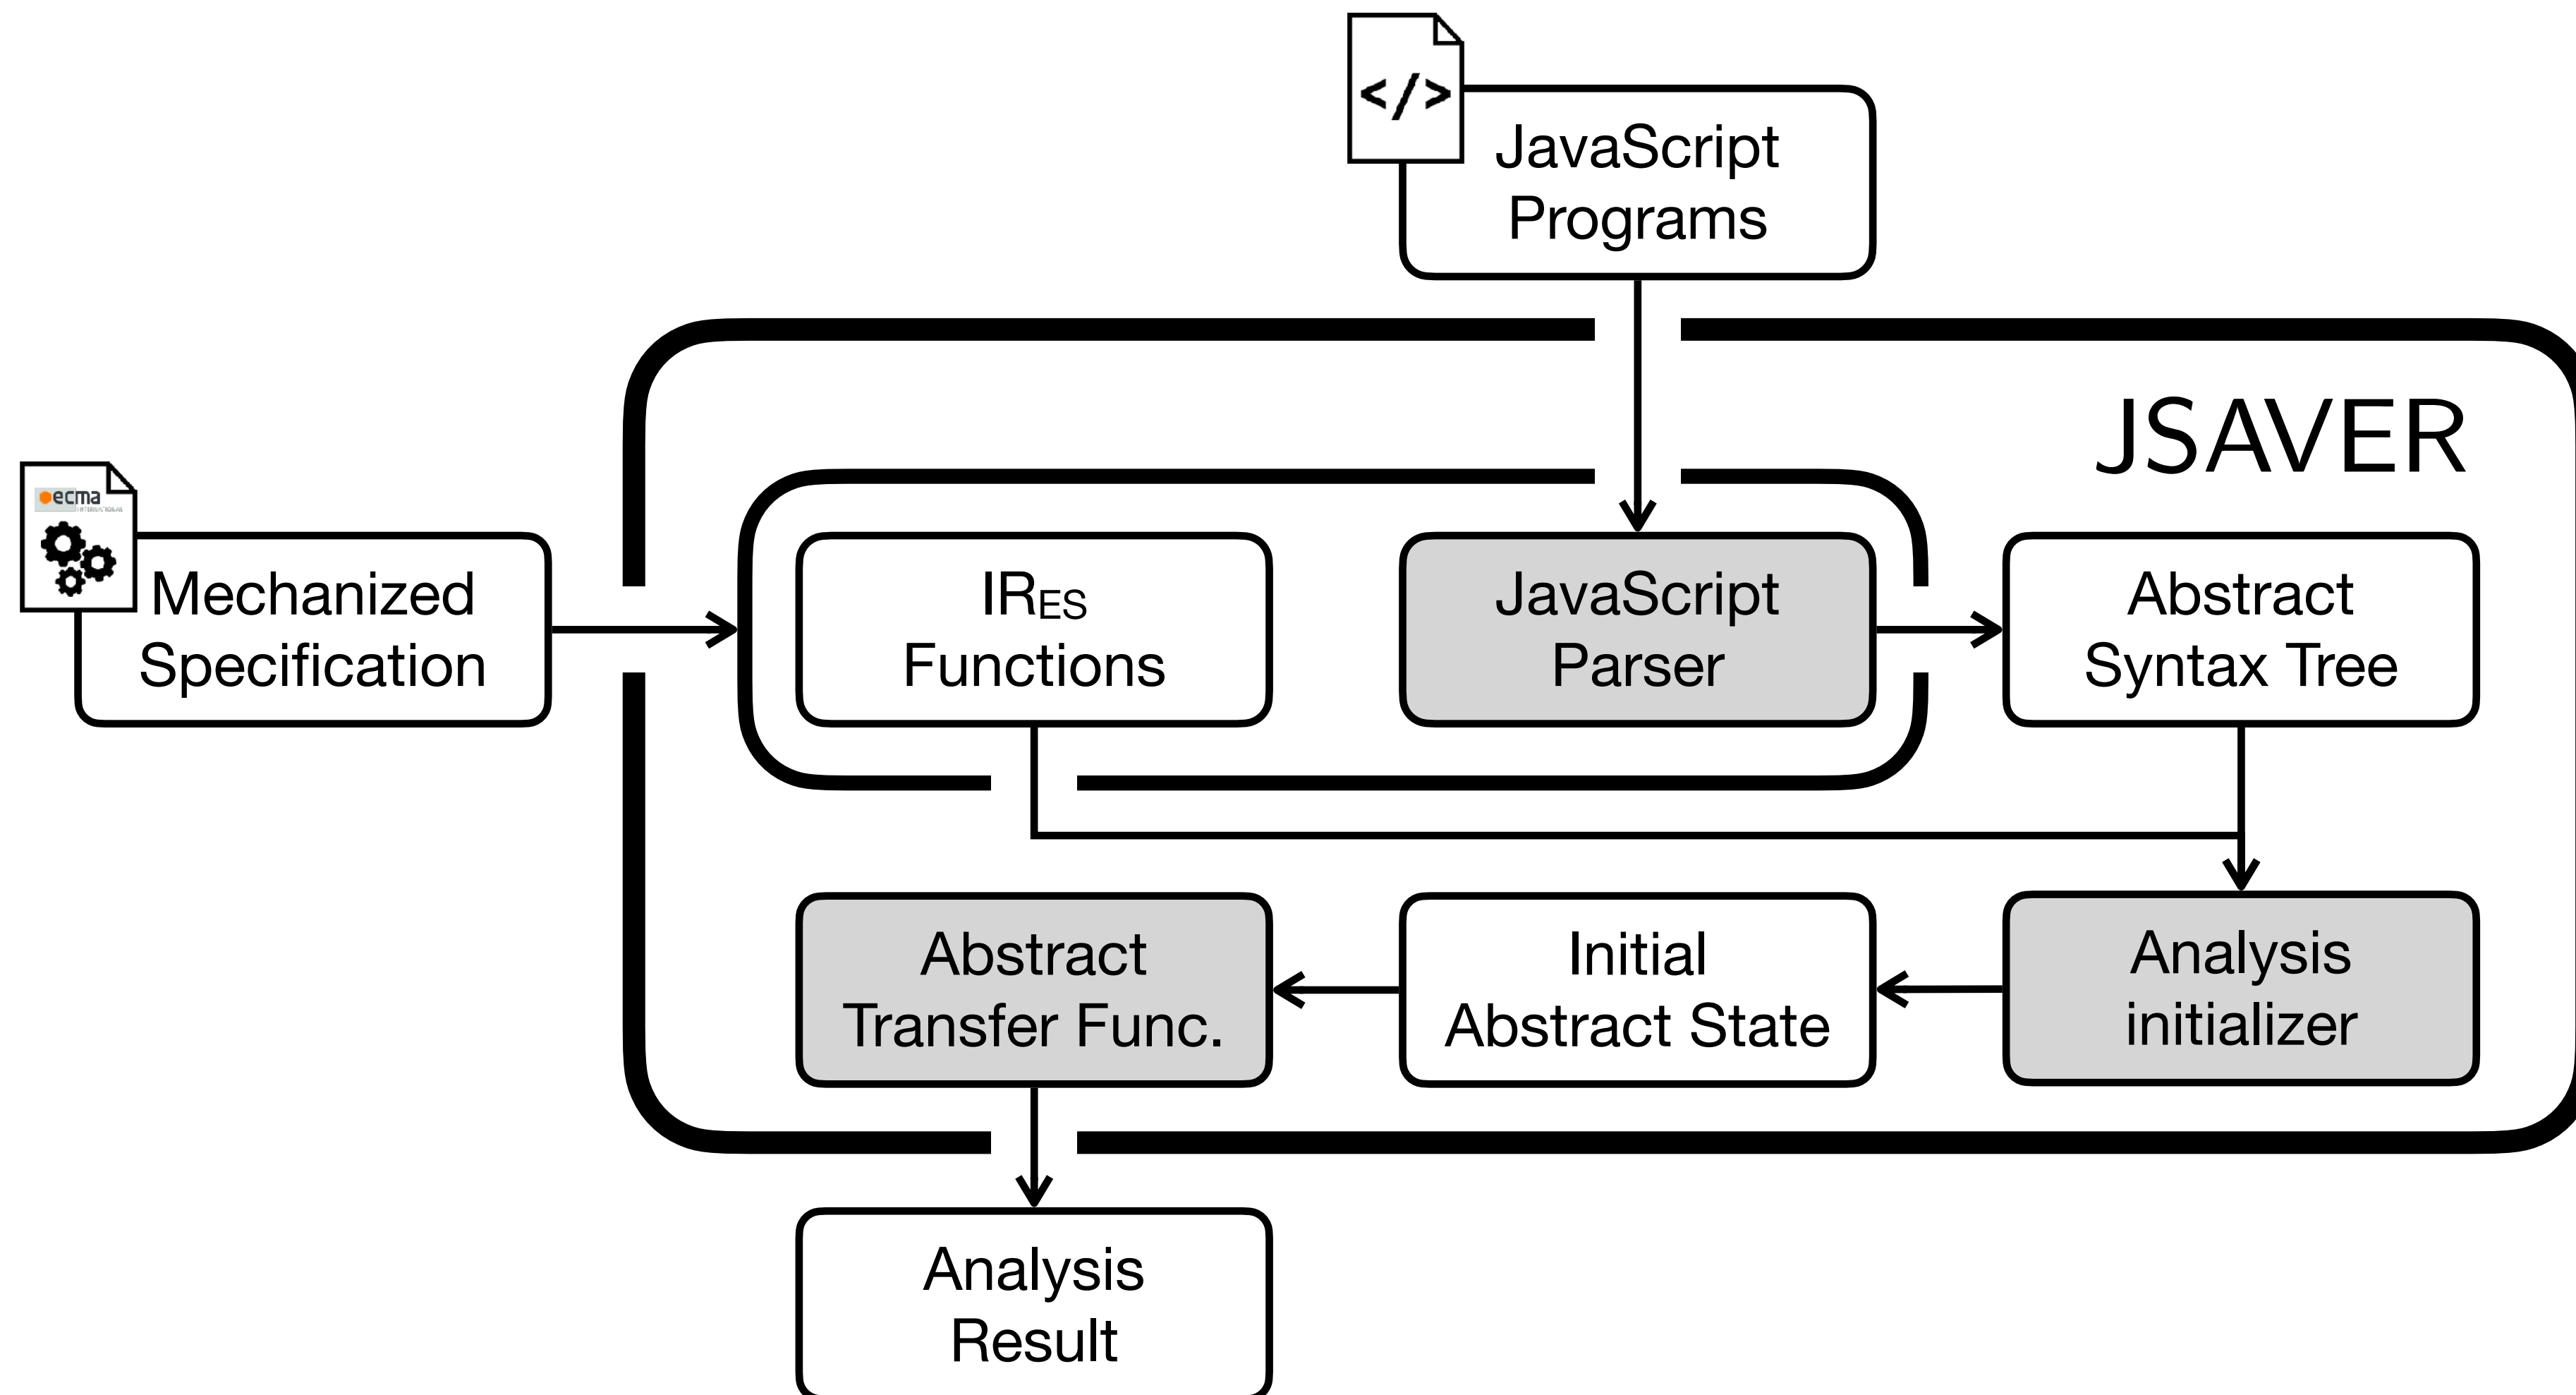 </>
JavaScript
Programs
JSAVER
ecma
INTERNATIONAL
Mechanized
Specification
IRES
Functions
JavaScript
Parser
Abstract
Syntax Tree
Abstract
Transfer Func.
Initial
Abstract State
Analysis
initializer
Analysis
Result